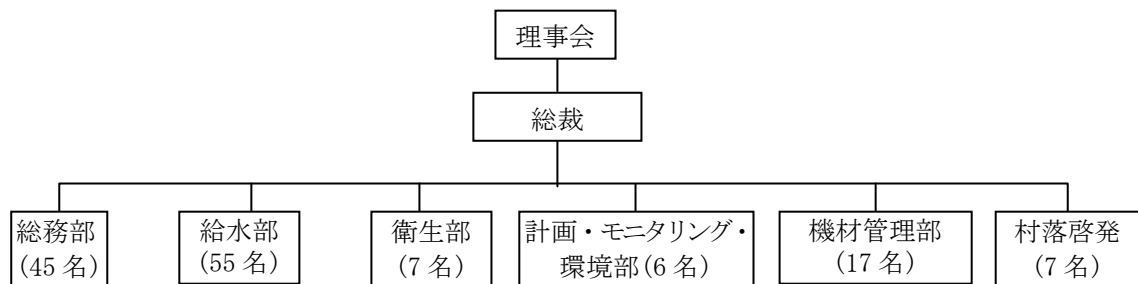 理事会
総裁
総務部
(45 名)
給水部
(55 名)
衛生部
(7 名)
計画・モニタリング・
環境部(6 名)
機材管理部
(17 名)
村落啓発
(7 名)